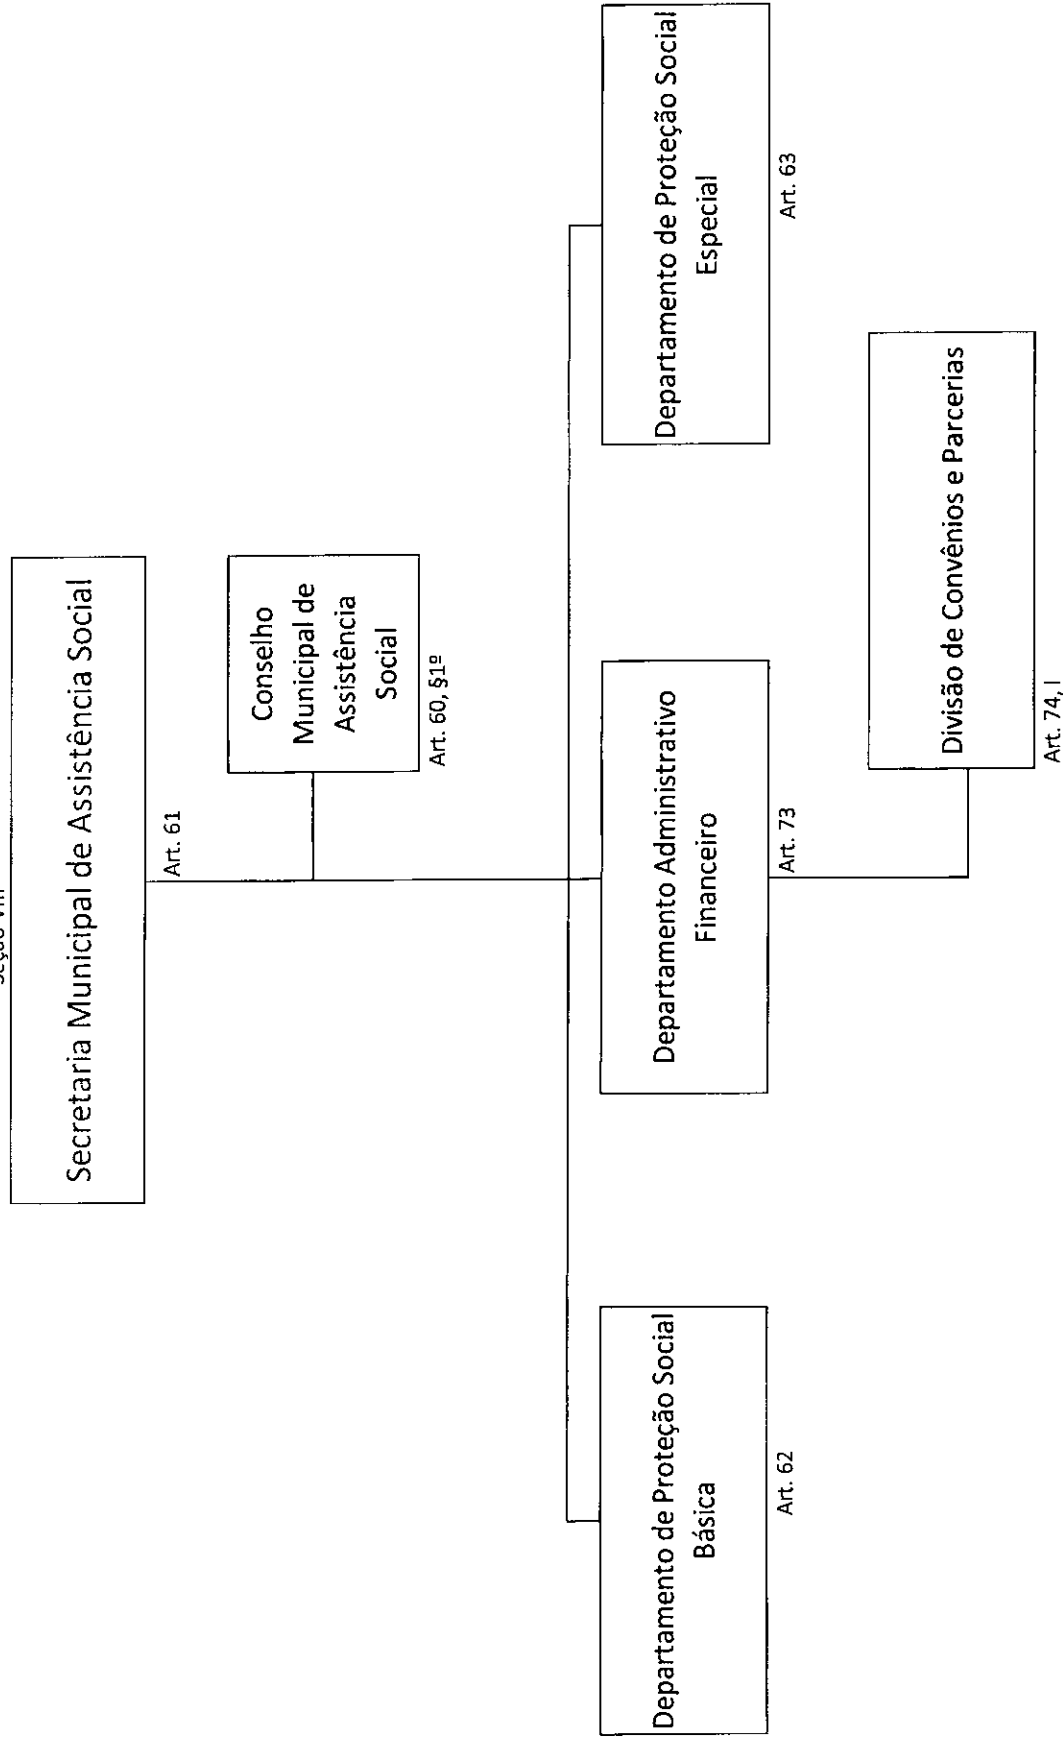 Seção VIII
Secretaria Municipal de Assistência Social
Art. 61
Conselho
Municipal de
Assistência
Social
Art. 60, §1º
Departamento de Proteção Social
Básica
Art. 62
Departamento Administrativo
Financeiro
Art. 73
Departamento de Proteção Social
Especial
Art. 63
Divisão de Convênios e Parcerias
Art. 74, I